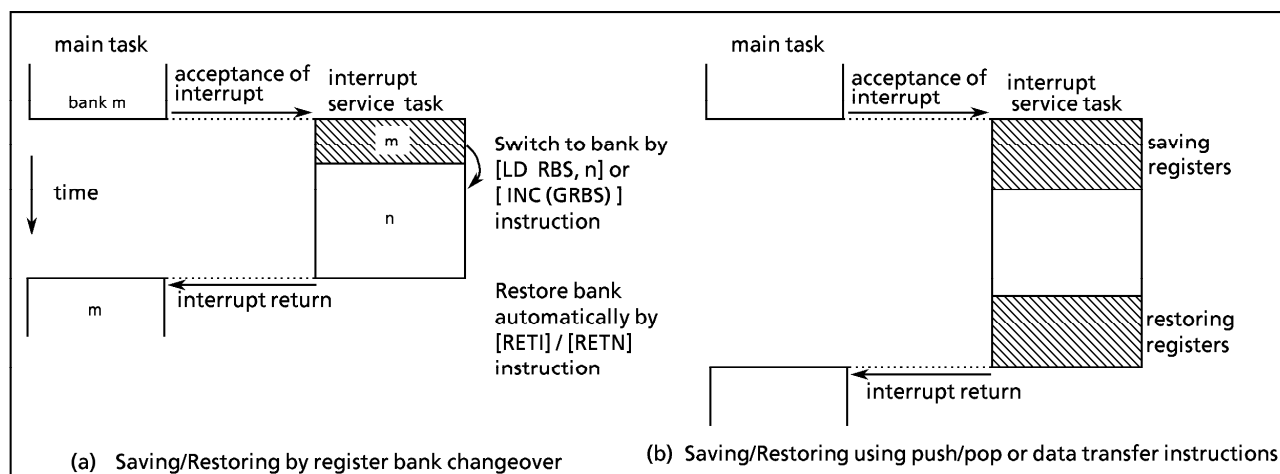 main task
acceptance of
interrupt
interrupt
service task
bank m
m
Switch to bank by
[LD RBS, n] or
[ INC (GRBS) ]
instruction
time
n
interrupt return
m
Restore bank
automatically by
[RETI] / [RETN]
instruction
(a) Saving/Restoring by register bank changeover
main task
acceptance of
interrupt
interrupt
service task
saving
registers
restoring
registers
interrupt return
(b) Saving/Restoring using push/pop or data transfer instructions